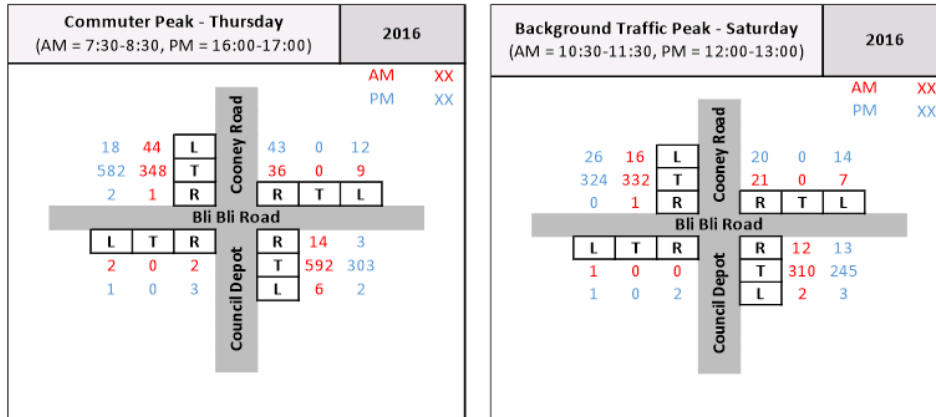 Commuter Peak - Thursday
(AM = 7:30-8:30, PM = 16:00-17:00)
2016
AM XX
PM XX
Cooney Road
18 44 L 43 0 12
582 348 T 36 0 9
2 1 R R T L
Bli Bli Road
L T R R 14 3
2 0 2 T 592 303
1 0 3 L 6 2
Council Depot
Background Traffic Peak - Saturday
(AM = 10:30-11:30, PM = 12:00-13:00)
2016
AM XX
PM XX
Cooney Road
26 16 L 20 0 14
324 332 T 21 0 7
0 1 R R T L
Bli Bli Road
L T R R 12 13
1 0 0 T 310 245
1 0 2 L 2 3
Council Depot